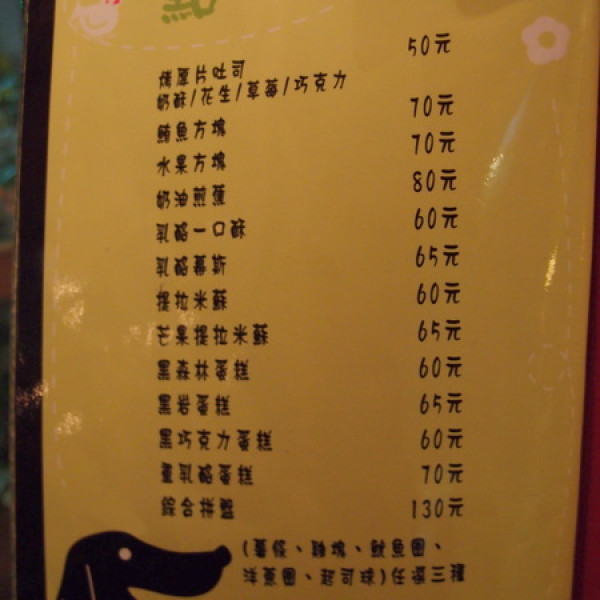 烤厚片吐司 50元
奶酥/花生/草莓/巧克力
鮪魚方塊 70元
水果方塊 70元
奶油煎蕉 80元
乳酪一口酥 60元
乳酪幕斯 65元
提拉米蘇 60元
芒果提拉米蘇 65元
黑森林蛋糕 60元
黑岩蛋糕 65元
黑巧克力蛋糕 60元
重乳酪蛋糕 70元
綜合拼盤 130元
(薯條、雞塊、魷魚圈、
洋蔥圈、起司球)任選三種